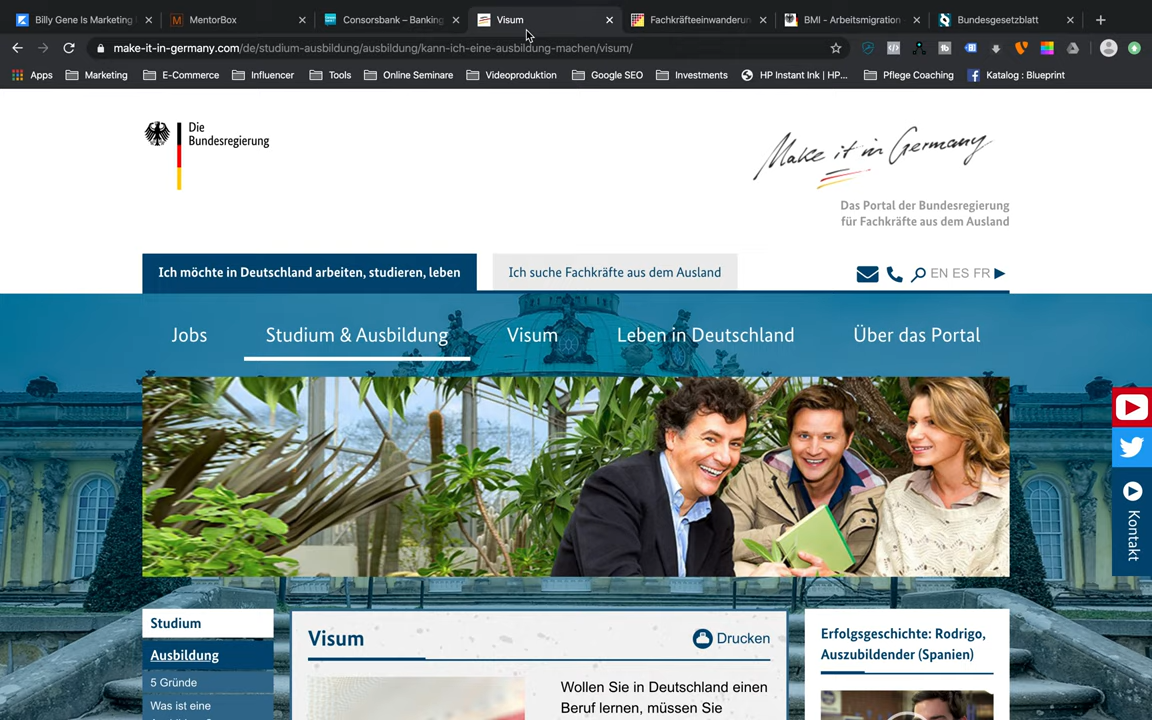 Billy Gene Is Marketing
MentorBox
Consorsbank – Banking
Visum
Fachkräfteeinwanderun
BMI - Arbeitsmigration
Bundesgesetzblatt
make-it-in-germany.com/de/studium-ausbildung/ausbildung/kann-ich-eine-ausbildung-machen/visum/
Apps Marketing E-Commerce Influencer Tools Online Seminare Videoproduktion Google SEO Investments HP Instant Ink |HP... Pflege Coaching Katalog : Blueprint
Die
Bundesregierung
Make it in Germany
Das Portal der Bundesregierung
für Fachkräfte aus dem Ausland
Ich möchte in Deutschland arbeiten, studieren, leben
Ich suche Fachkräfte aus dem Ausland
EN ES FR
Jobs Studium & Ausbildung Visum Leben in Deutschland Über das Portal
Kontakt
Studium
Ausbildung
5 Gründe
Was ist eine
Visum
Drucken
Wollen Sie in Deutschland einen
Beruf lernen, müssen Sie
Erfolgsgeschichte: Rodrigo,
Auszubildender (Spanien)